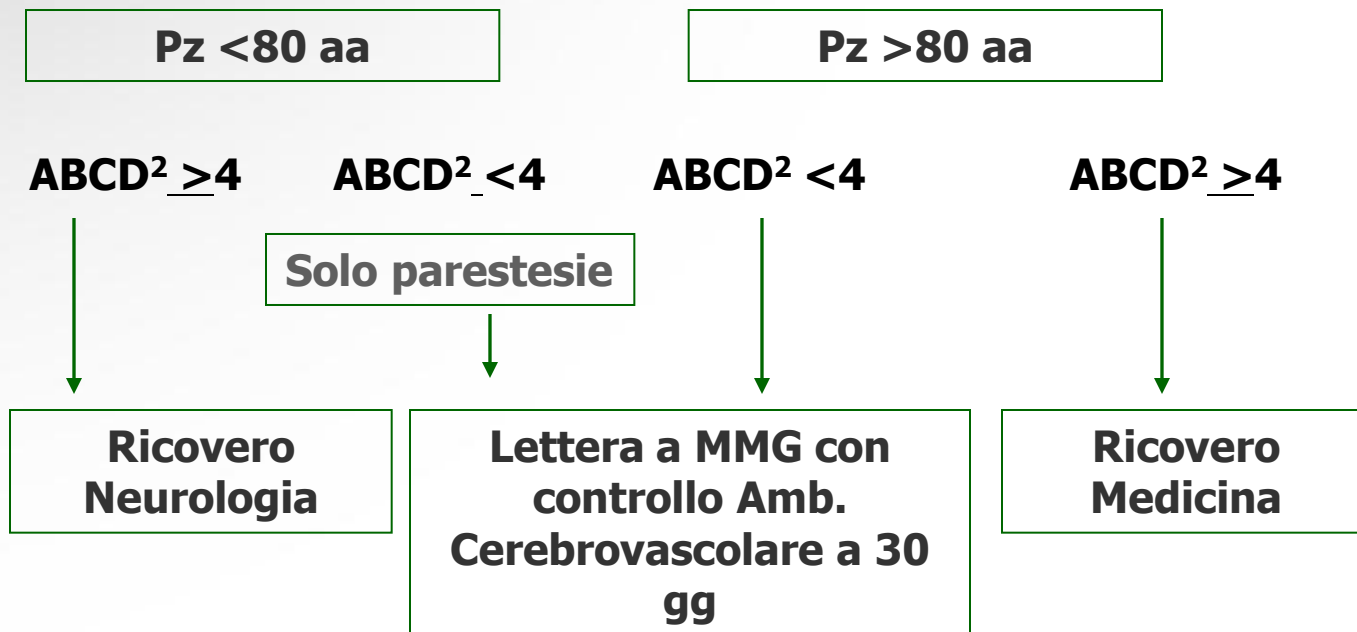 Pz <80 aa
Pz >80 aa
ABCD² >4
ABCD² <4
ABCD² <4
ABCD² >4
Solo parestesie
Ricovero
Neurologia
Lettera a MMG con
controllo Amb.
Cerebrovascolare a 30
gg
Ricovero
Medicina